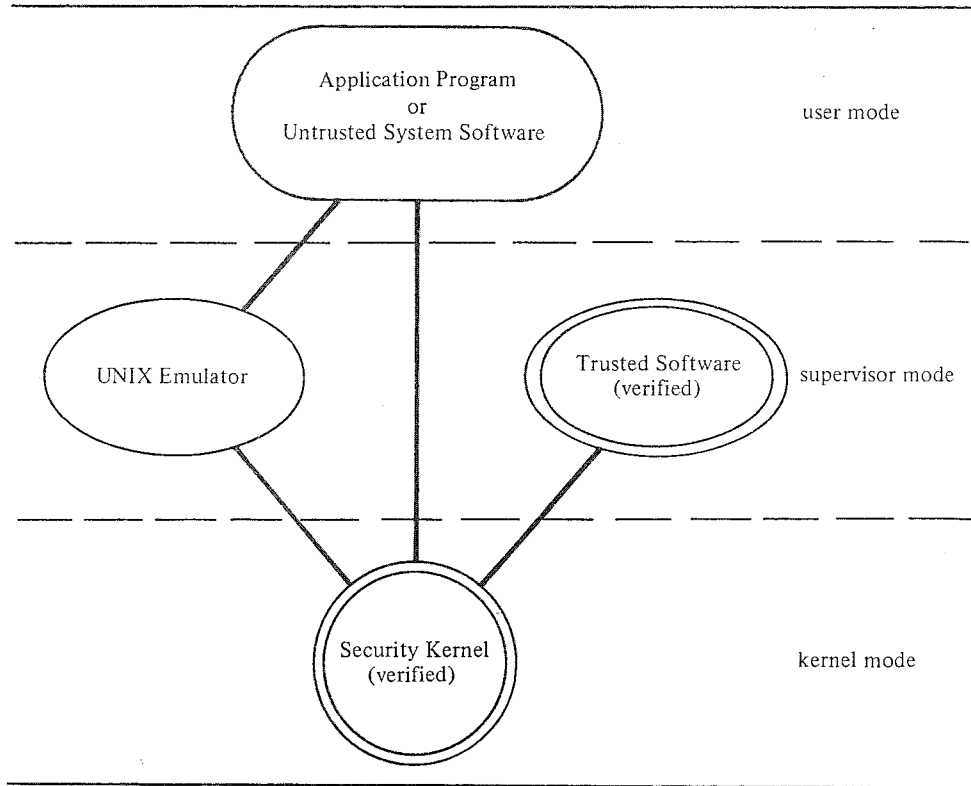 Application Program
or
Untrusted System Software
user mode
UNIX Emulator
Trusted Software
(verified)
supervisor mode
Security Kernel
(verified)
kernel mode